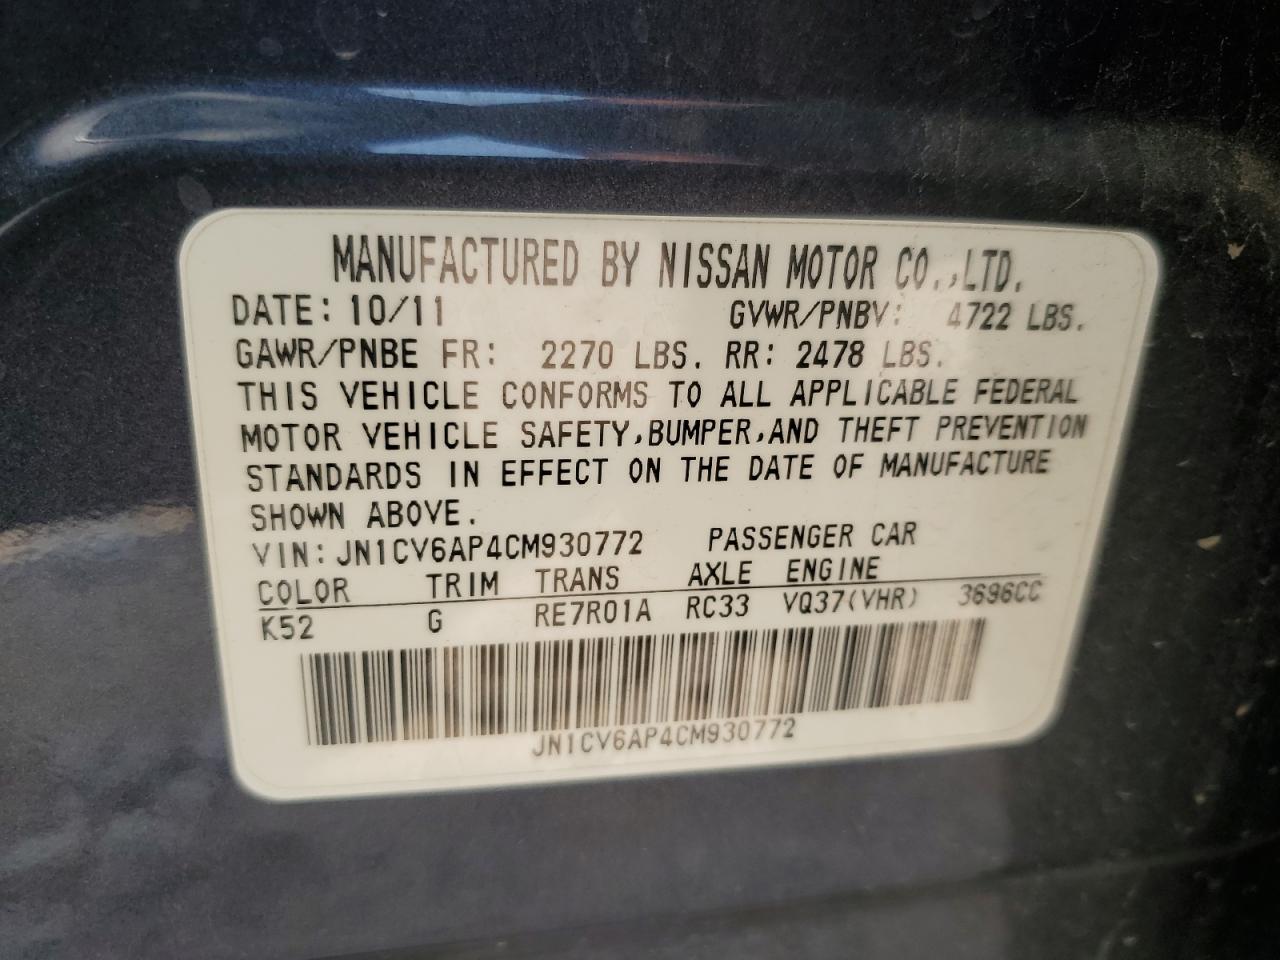 MANUFACTURED BY NISSAN MOTOR CO.,LTD.
DATE: 10/11 GVWR/PNBV: 4722 LBS.
GAWR/PNBE FR: 2270 LBS. RR: 2478 LBS.
THIS VEHICLE CONFORMS TO ALL APPLICABLE FEDERAL
MOTOR VEHICLE SAFETY,BUMPER,AND THEFT PREVENTION
STANDARDS IN EFFECT ON THE DATE OF MANUFACTURE
SHOWN ABOVE.
VIN: JN1CV6AP4CM930772 PASSENGER CAR
COLOR TRIM TRANS AXLE ENGINE
K52 G RE7R01A RC33 VQ37(VHR) 3696CC
JN1CV6AP4CM930772